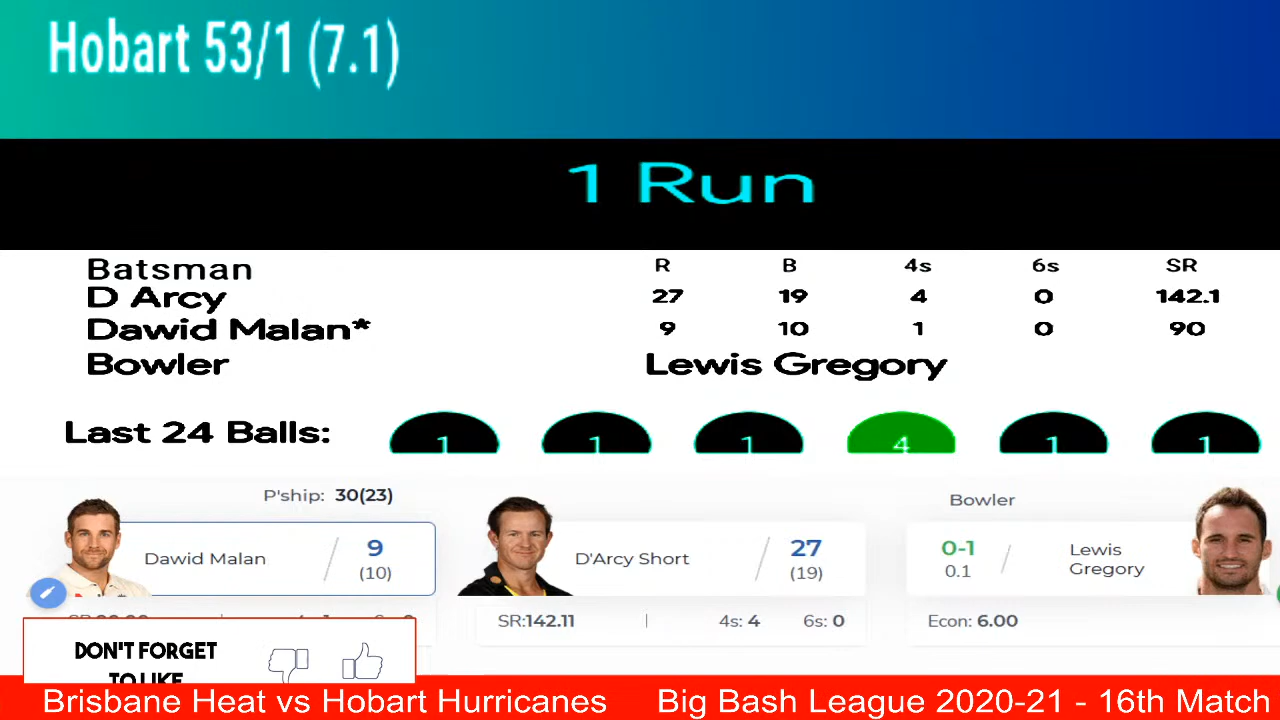 Hobart 53/1 (7.1)
1 Run
Batsman R B 4s 6s SR
D Arcy 27 19 4 0 142.1
Dawid Malan* 9 10 1 0 90
Bowler Lewis Gregory
Last 24 Balls: 1 1 1 4 1 1
P'ship: 30(23) Bowler
Dawid Malan 9 (10)
D'Arcy Short 27 (19)
0-1 0.1 Lewis Gregory
SR:142.11 4s: 4 6s: 0
Econ: 6.00
DON'T FORGET
TO LIKE
Brisbane Heat vs Hobart Hurricanes Big Bash League 2020-21 - 16th Match